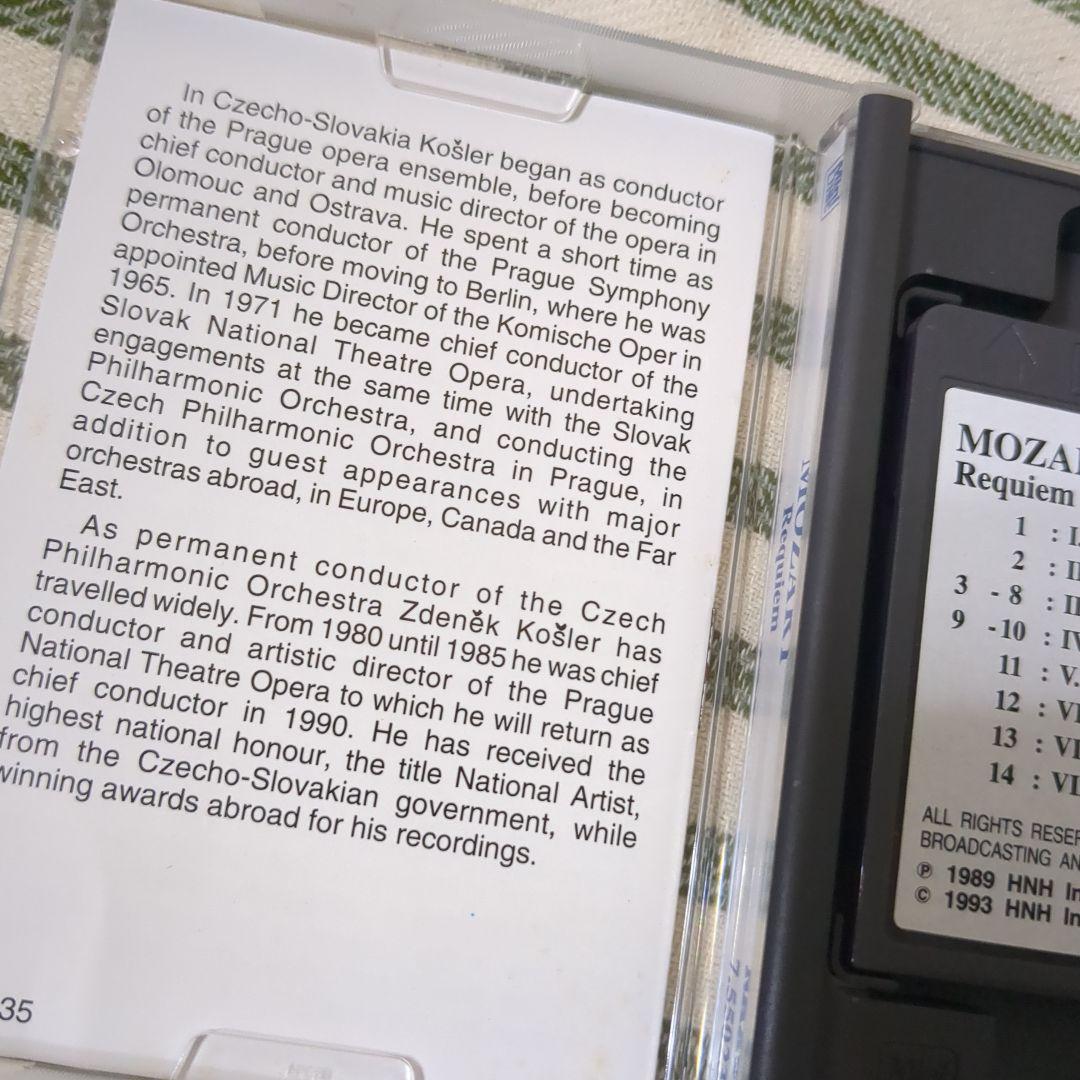 In Czecho-Slovakia Košler began as conductor
of the Prague opera ensemble, before becoming
chief conductor and music director of the opera in
Olomouc and Ostrava. He spent a short time as
permanent conductor of the Prague Symphony
Orchestra, before moving to Berlin, where he was
appointed Music Director of the Komische Oper in
1965. In 1971 he became chief conductor of the
Slovak National Theatre Opera, undertaking
engagements at the same time with the Slovak
Philharmonic Orchestra, and conducting the
Czech Philharmonic Orchestra in Prague, in
addition to guest appearances with major
orchestras abroad, in Europe, Canada and the Far
East.
As permanent conductor of the Czech
Philharmonic Orchestra Zdeněk Košler has
travelled widely. From 1980 until 1985 he was chief
conductor and artistic director of the Prague
National Theatre Opera to which he will return as
chief conductor in 1990. He has received the
highest national honour, the title National Artist,
from the Czecho-Slovakian government, while
winning awards abroad for his recordings.
35
MOZART
Requiem
MOZA
Requiem
1 : I.
2 : II
3 - 8 : II
9 -10 : IV
11 : V.
12 : VI
13 : VI
14 : VI
ALL RIGHTS RESER
BROADCASTING AN
℗ 1989 HNH In
© 1993 HNH In